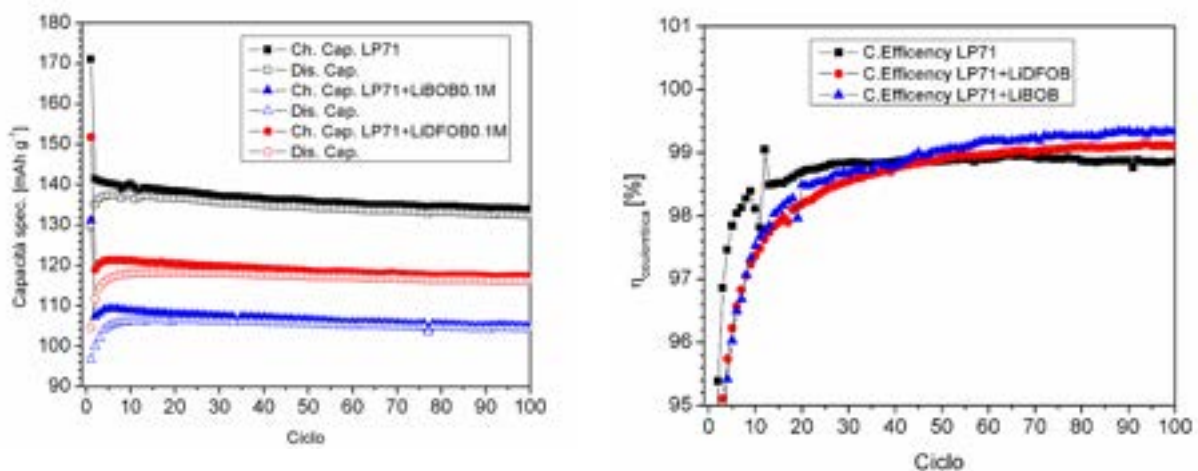 180
170
160
150
140
130
120
110
100
90
Capacità spec. [mAh g⁻¹]
Ch. Cap. LP71
Dis. Cap.
Ch. Cap. LP71+LiBOB0.1M
Dis. Cap.
Ch. Cap. LP71+LiDFOB0.1M
Dis. Cap.
0 10 20 30 40 50 60 70 80 90 100
Ciclo
101
100
99
98
97
96
95
η coulombica [%]
C.Efficency LP71
C.Efficency LP71+LiDFOB
C.Efficency LP71+LiBOB
0 10 20 30 40 50 60 70 80 90 100
Ciclo